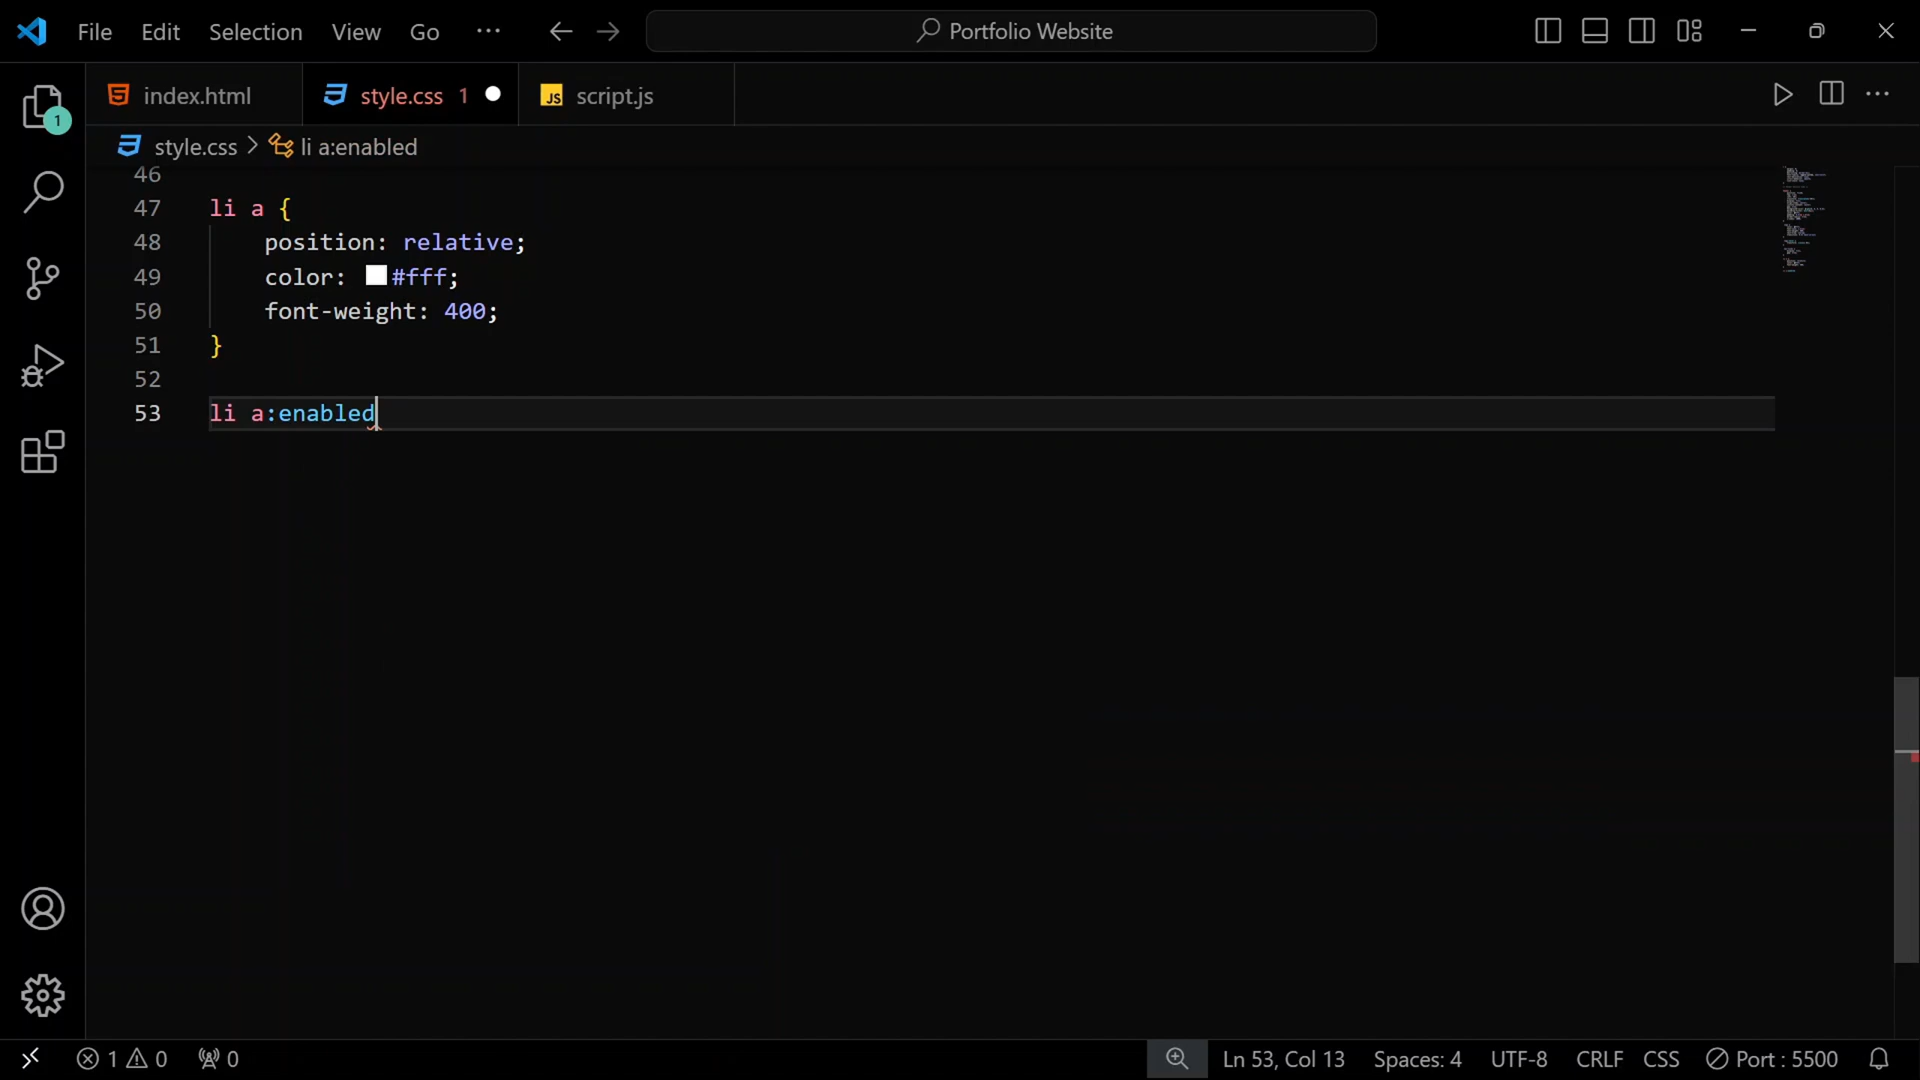 File Edit Selection View Go ··· Portfolio Website
index.html style.css 1 script.js
1
style.css > li a:enabled
46
47 li a {
48 position: relative;
49 color: #fff;
50 font-weight: 400;
51 }
52
53 li a:enabled
1 0 0 Ln 53, Col 13 Spaces: 4 UTF-8 CRLF CSS Port : 5500